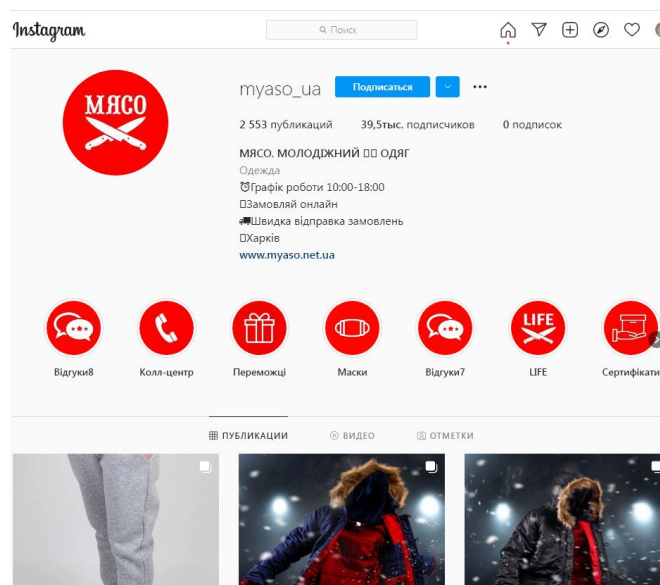 Instagram
Поиск
МЯСО
myaso_ua
Подписаться
2 553 публикаций 39,5тыс. подписчиков 0 подписок
МЯСО. МОЛОДІЖНИЙ ▯▯ ОДЯГ
Одежда
⏰Графік роботи 10:00-18:00
▯Замовляй онлайн
🚚Швидка відправка замовлень
▯Харків
www.myaso.net.ua
LIFE
Відгуки8 Колл-центр Переможці Маски Відгуки7 LIFE Сертифікати
ПУБЛИКАЦИИ ВИДЕО ОТМЕТКИ